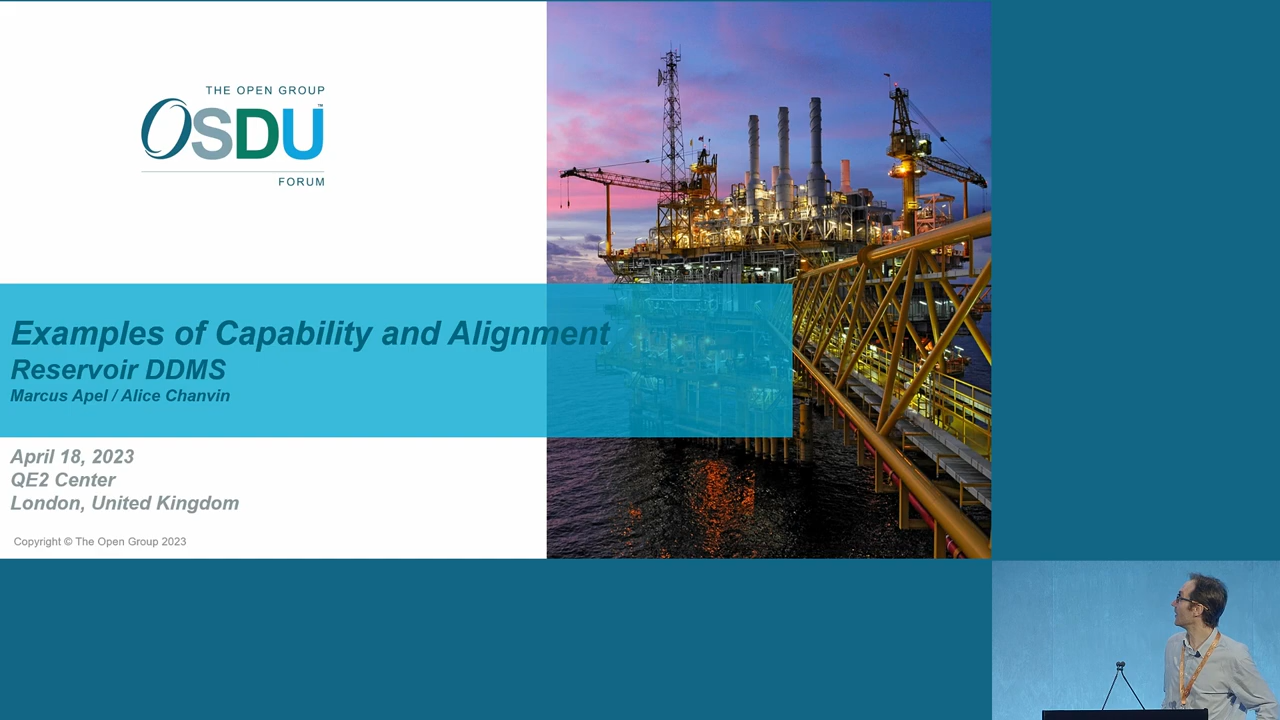 THE OPEN GROUP
OSDU™
FORUM
Examples of Capability and Alignment
Reservoir DDMS
Marcus Apel / Alice Chanvin
April 18, 2023
QE2 Center
London, United Kingdom
Copyright © The Open Group 2023